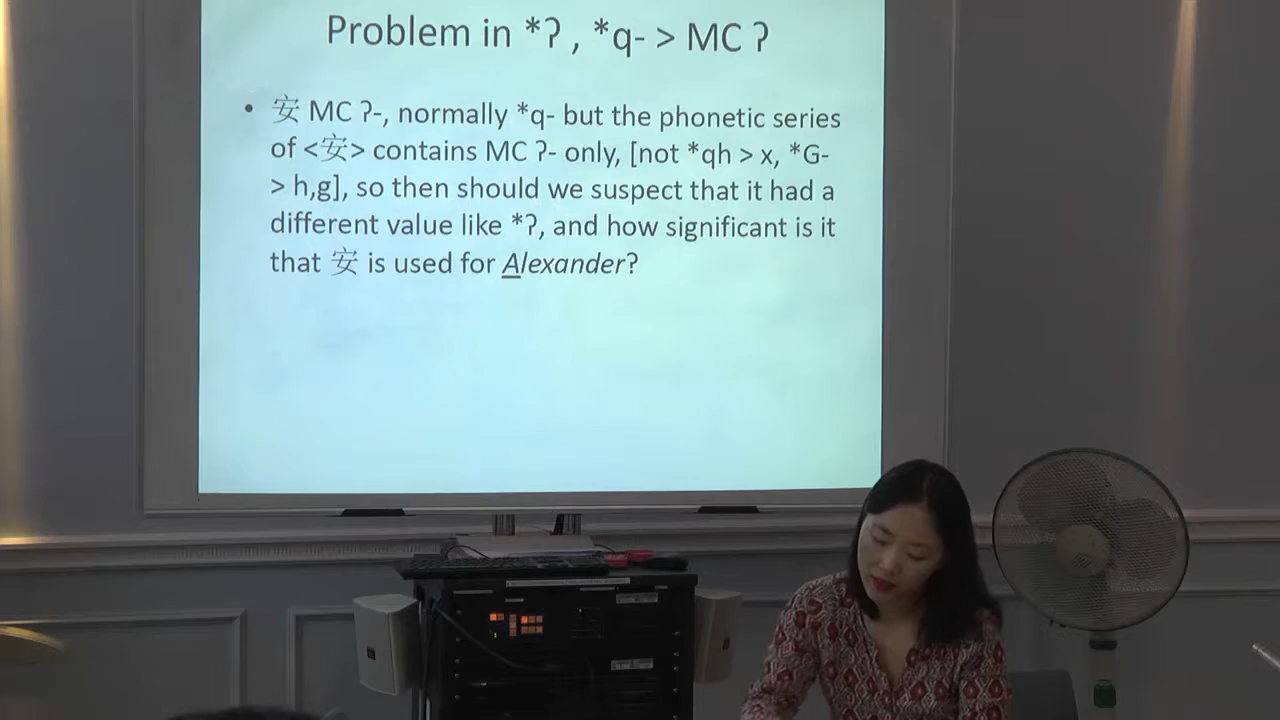 Problem in *ʔ , *q- > MC ʔ
• 安 MC ʔ-, normally *q- but the phonetic series
of <安> contains MC ʔ- only, [not *qh > x, *G-
> h,g], so then should we suspect that it had a
different value like *ʔ, and how significant is it
that 安 is used for Alexander?